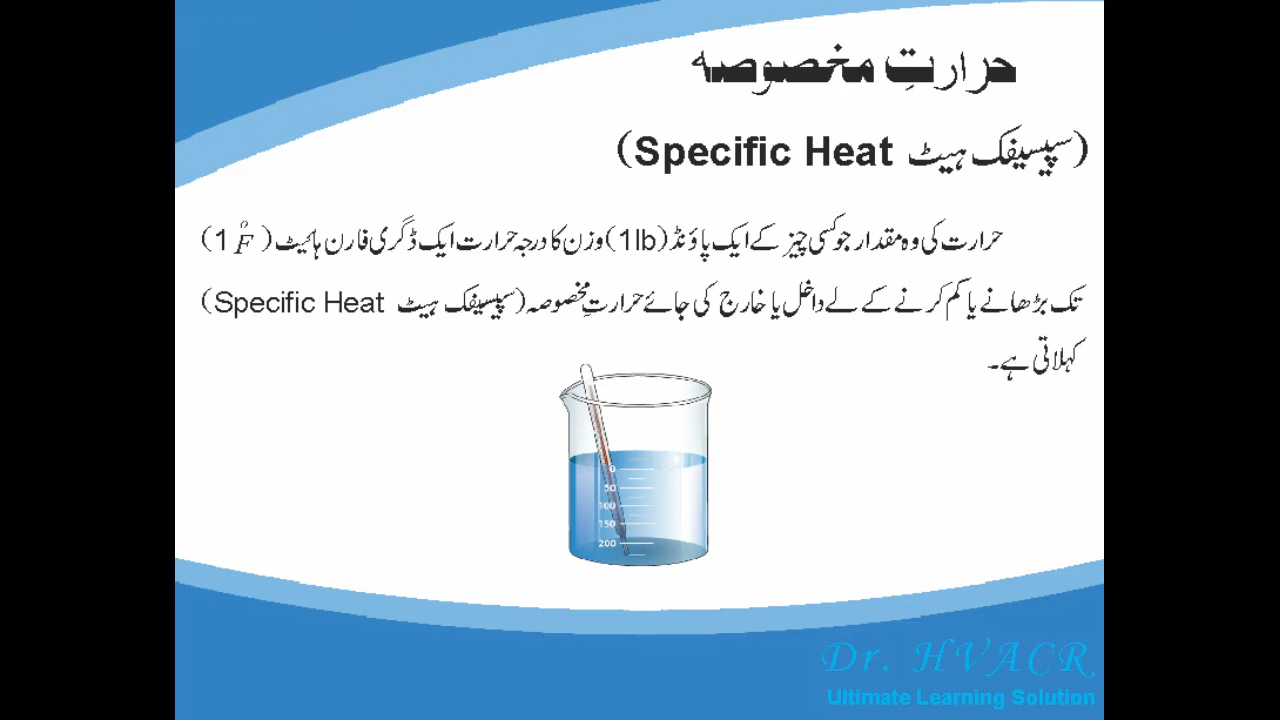 حرارتِ مخصوصہ
(سپیسیفک ہیٹ Specific Heat)
حرارت کی وہ مقدار جو کسی چیز کے ایک پاؤنڈ (1lb) وزن کا درجہ حرارت ایک ڈگری فارن ہائیٹ (1 °F)
تک بڑھانے یا کم کرنے کے لے داخل یا خارج کی جائے حرارتِ مخصوصہ (سپیسیفک ہیٹ Specific Heat)
کہلاتی ہے۔
0
50
100
150
200
Dr. HVACR
Ultimate Learning Solution